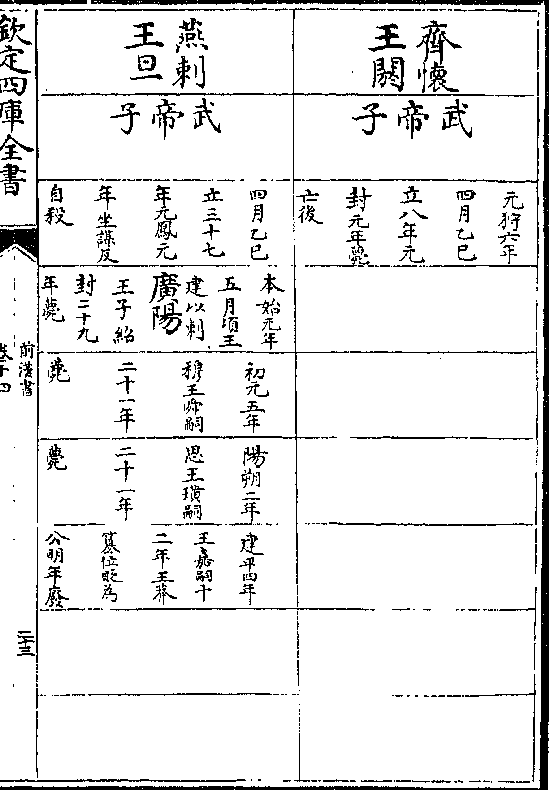 齊懷
王閎
武帝子
元狩六年
四月乙巳
立八年元
封元年薨
亡後
燕剌
王旦
武帝子
四月乙巳
立三十七
年元鳳元
年坐謀反
自殺
本始元年
五月頃王
建以剌
廣陽
王子紹
封二十九
年薨
初元五年
穆王舜嗣
二十一年
薨
陽朔二年
思王璜嗣
二十一年
薨
建平四年
王嘉嗣十
二年王莽
簒位貶為
公明年廢
欽定四庫全書
前漢書
卷十四
二十三